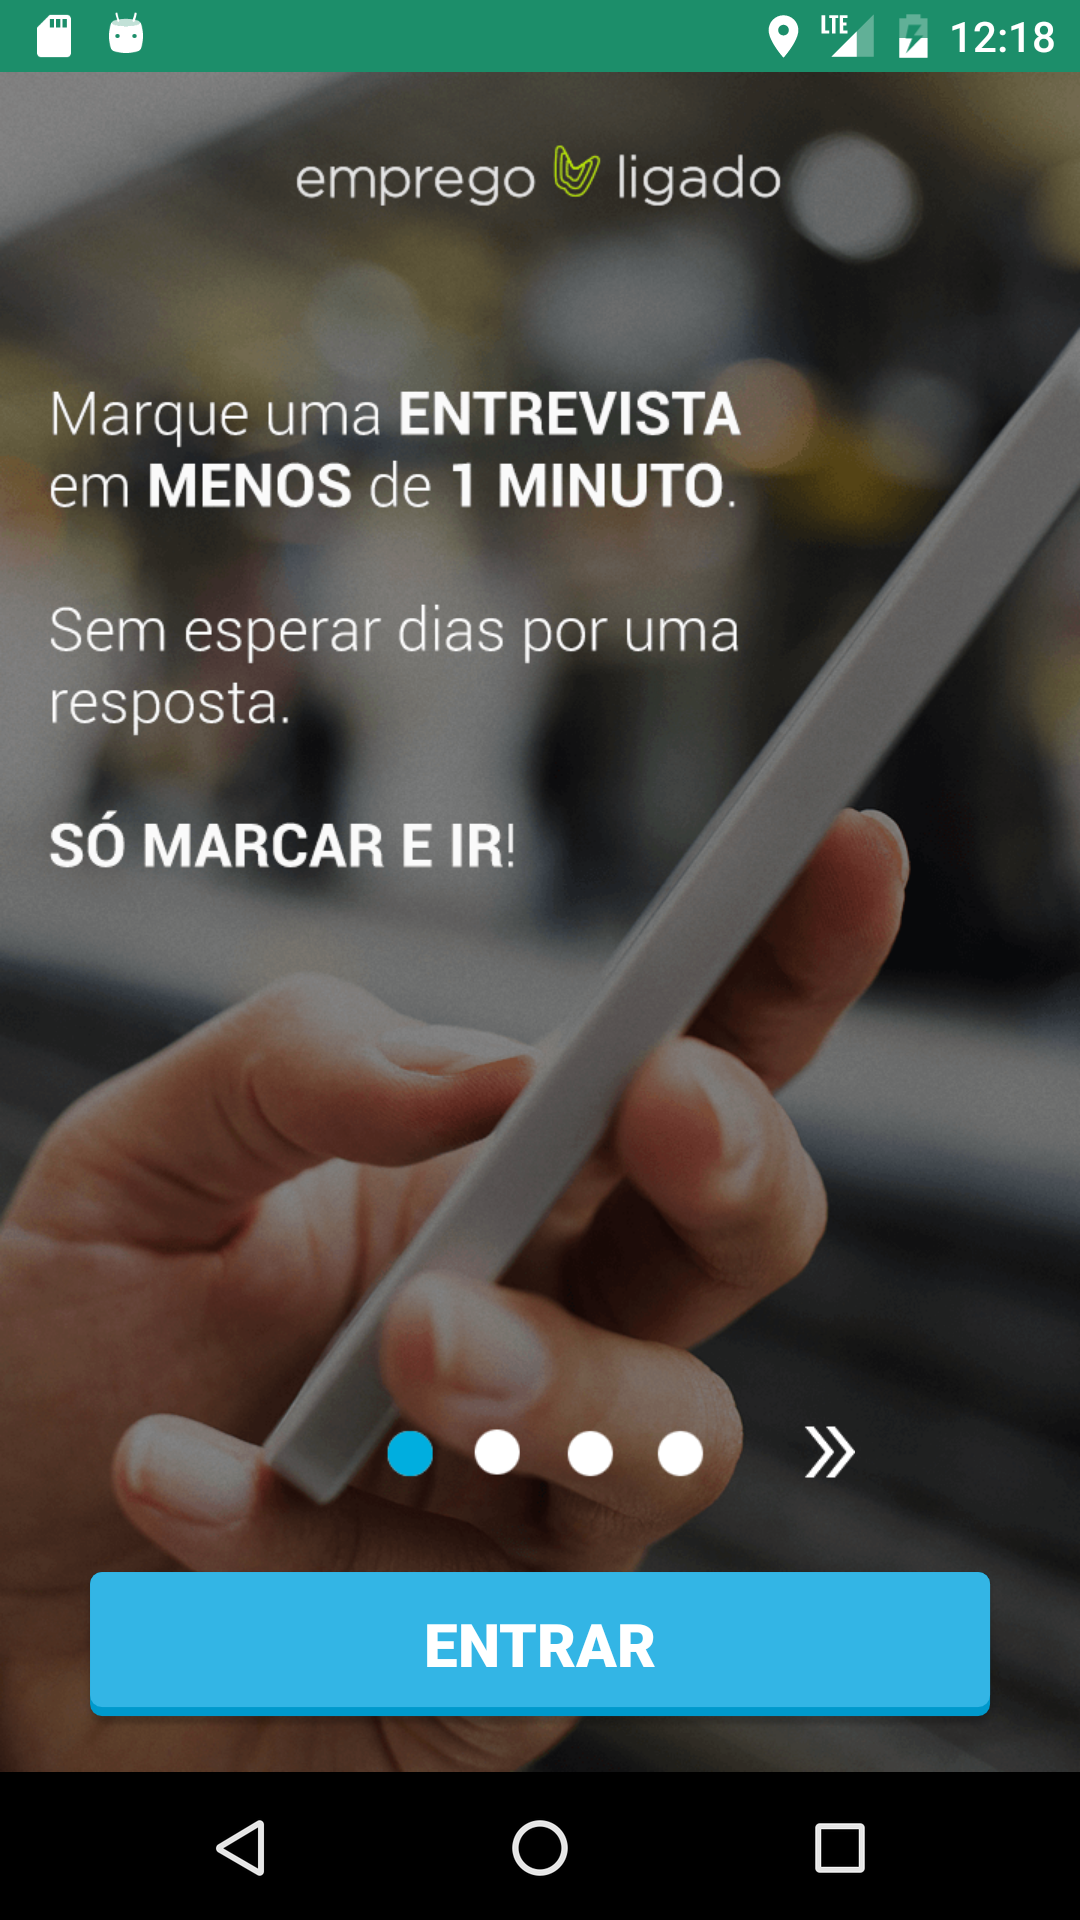 LTE 12:18
emprego ligado
Marque uma ENTREVISTA
em MENOS de 1 MINUTO.
Sem esperar dias por uma
resposta.
SÓ MARCAR E IR!
ENTRAR